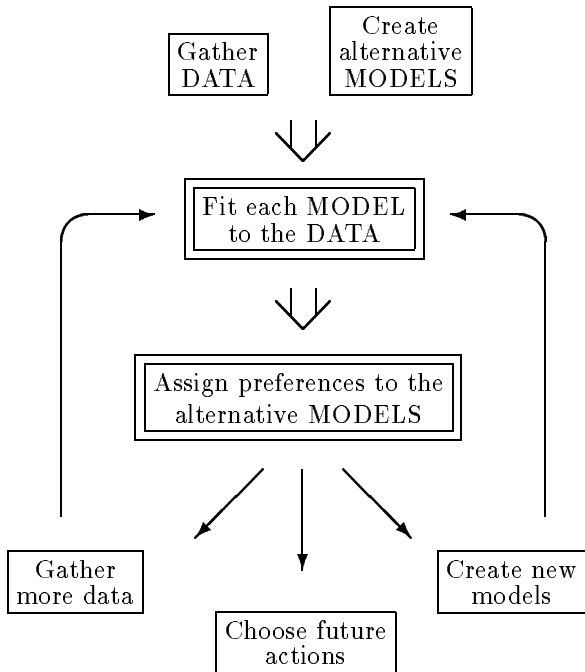 Gather
DATA
Create
alternative
MODELS
Fit each MODEL
to the DATA
Assign preferences to the
alternative MODELS
Gather
more data
Choose future
actions
Create new
models